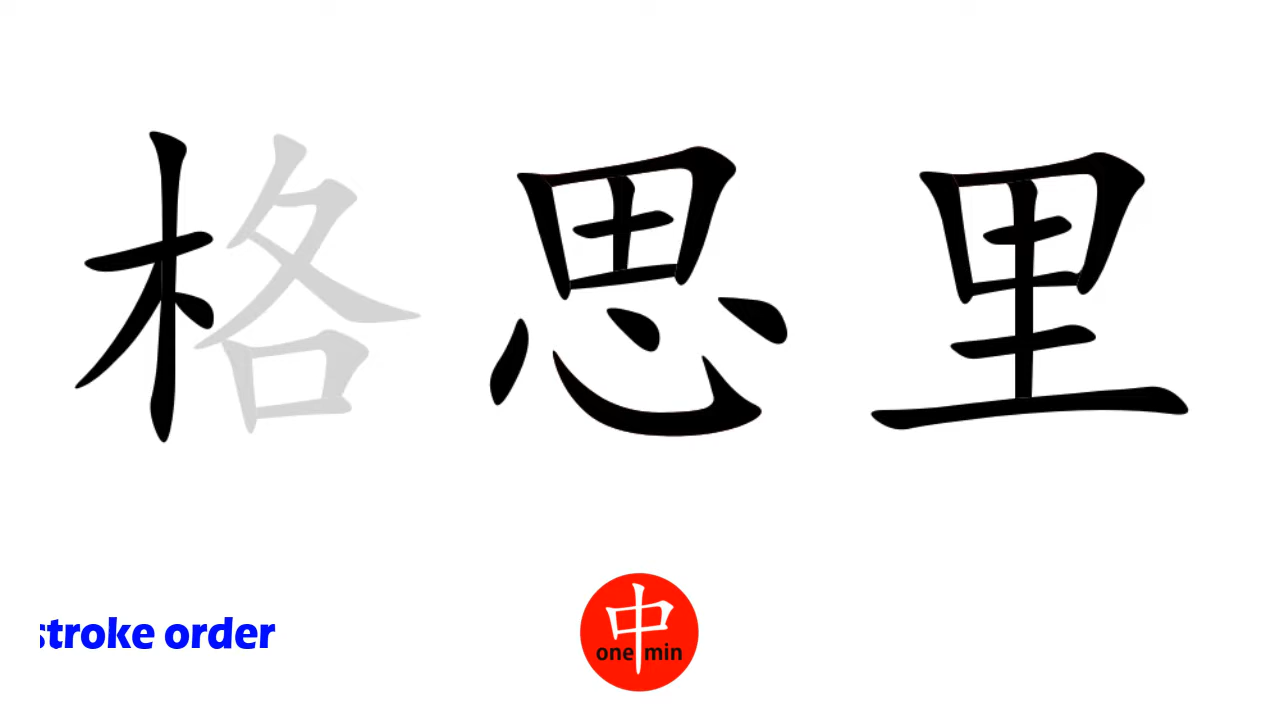 格思里
中
one min
stroke order